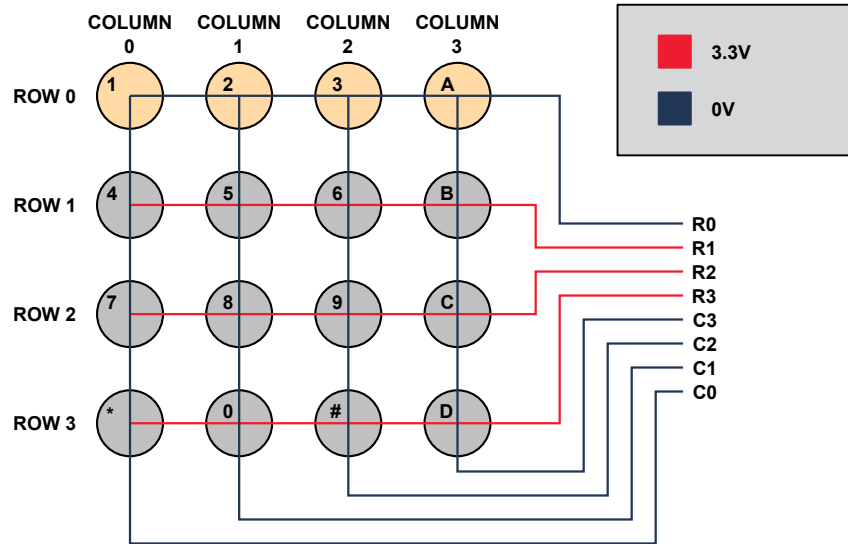 COLUMN COLUMN COLUMN COLUMN
0 1 2 3
3.3V
0V
ROW 0
1 2 3 A
ROW 1
4 5 6 B
R0
R1
R2
R3
ROW 2
7 8 9 C
C3
C2
C1
C0
ROW 3
* 0 # D